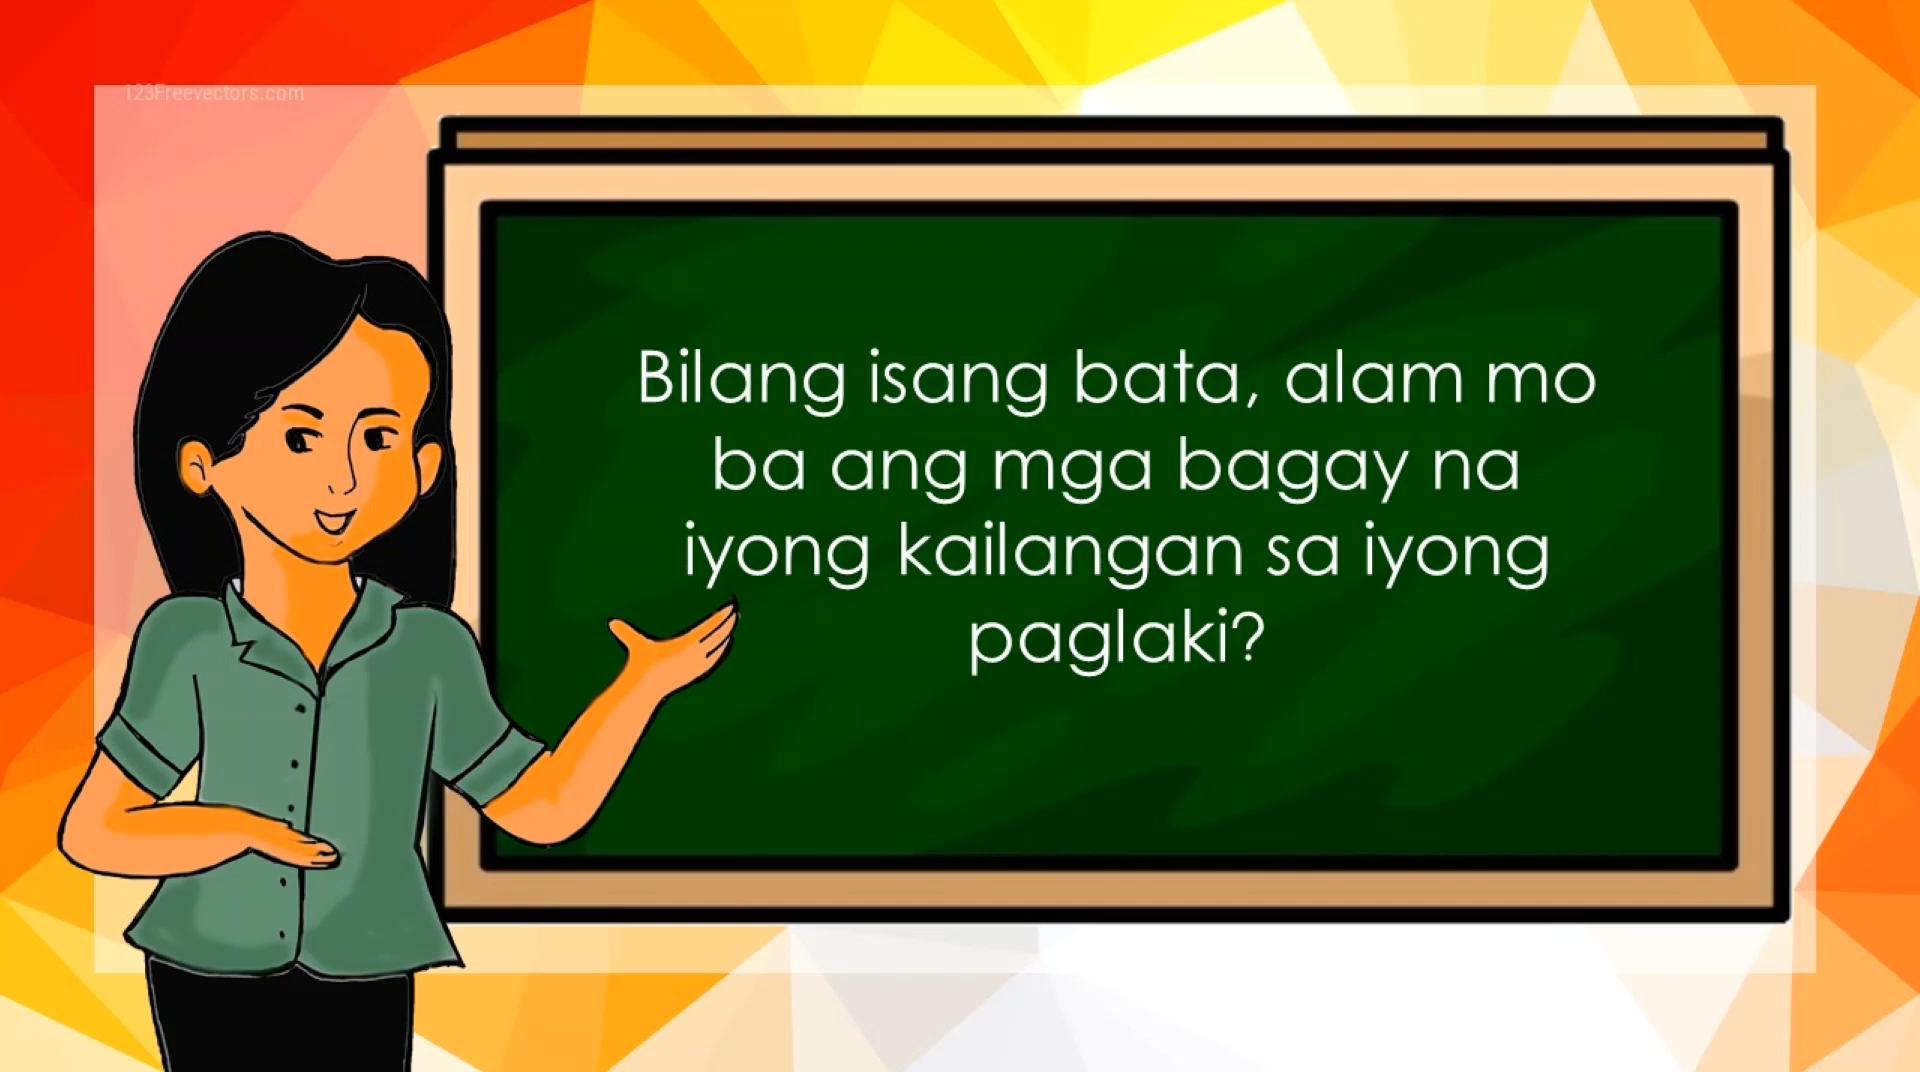 123Freevectors.com
Bilang isang bata, alam mo
ba ang mga bagay na
iyong kailangan sa iyong
paglaki?